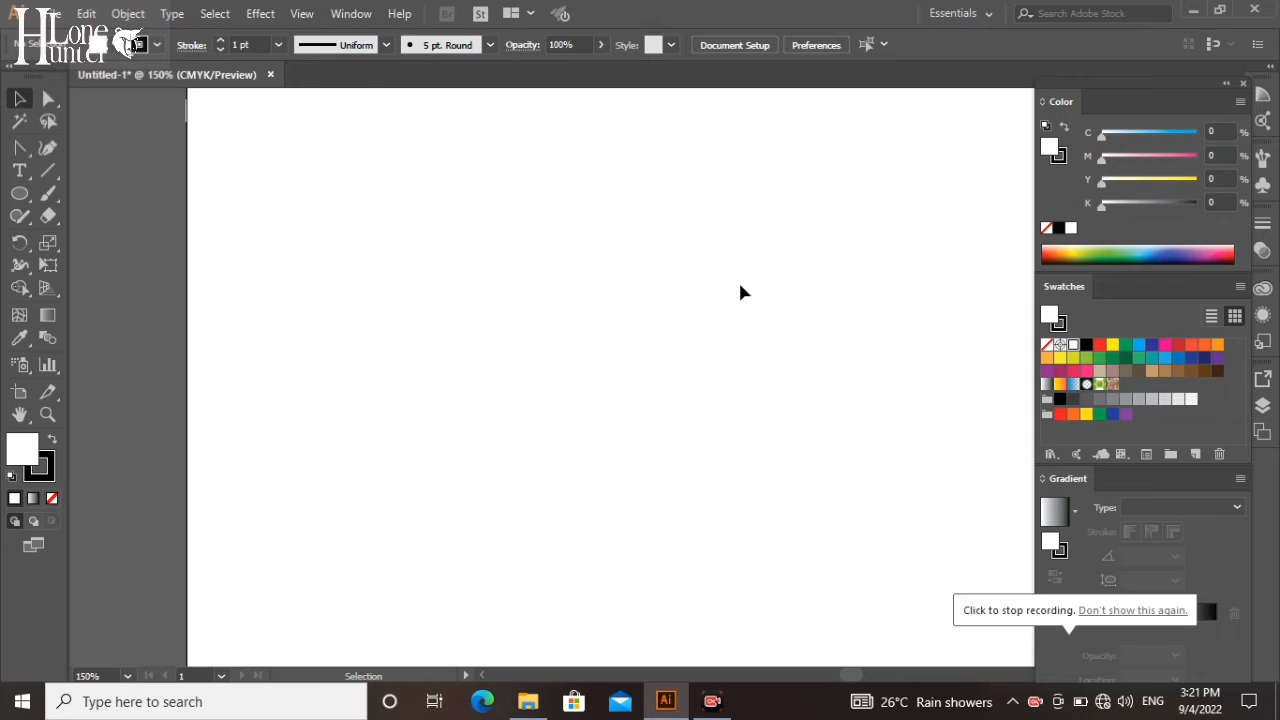 Lone
Hunter
Edit Object Type Select Effect View Window Help
Br St
Essentials
Search Adobe Stock
Stroke: 1 pt Uniform 5 pt. Round Opacity: 100% Style: Document Setup Preferences
Untitled-1* @ 150% (CMYK/Preview)
Color
C 0 %
M 0 %
Y 0 %
K 0 %
Swatches
Gradient
Type:
Stroke:
Click to stop recording. Don't show this again.
Opacity:
150% 1 Selection
Type here to search
Ai
26°C Rain showers
ENG
3:21 PM
9/4/2022